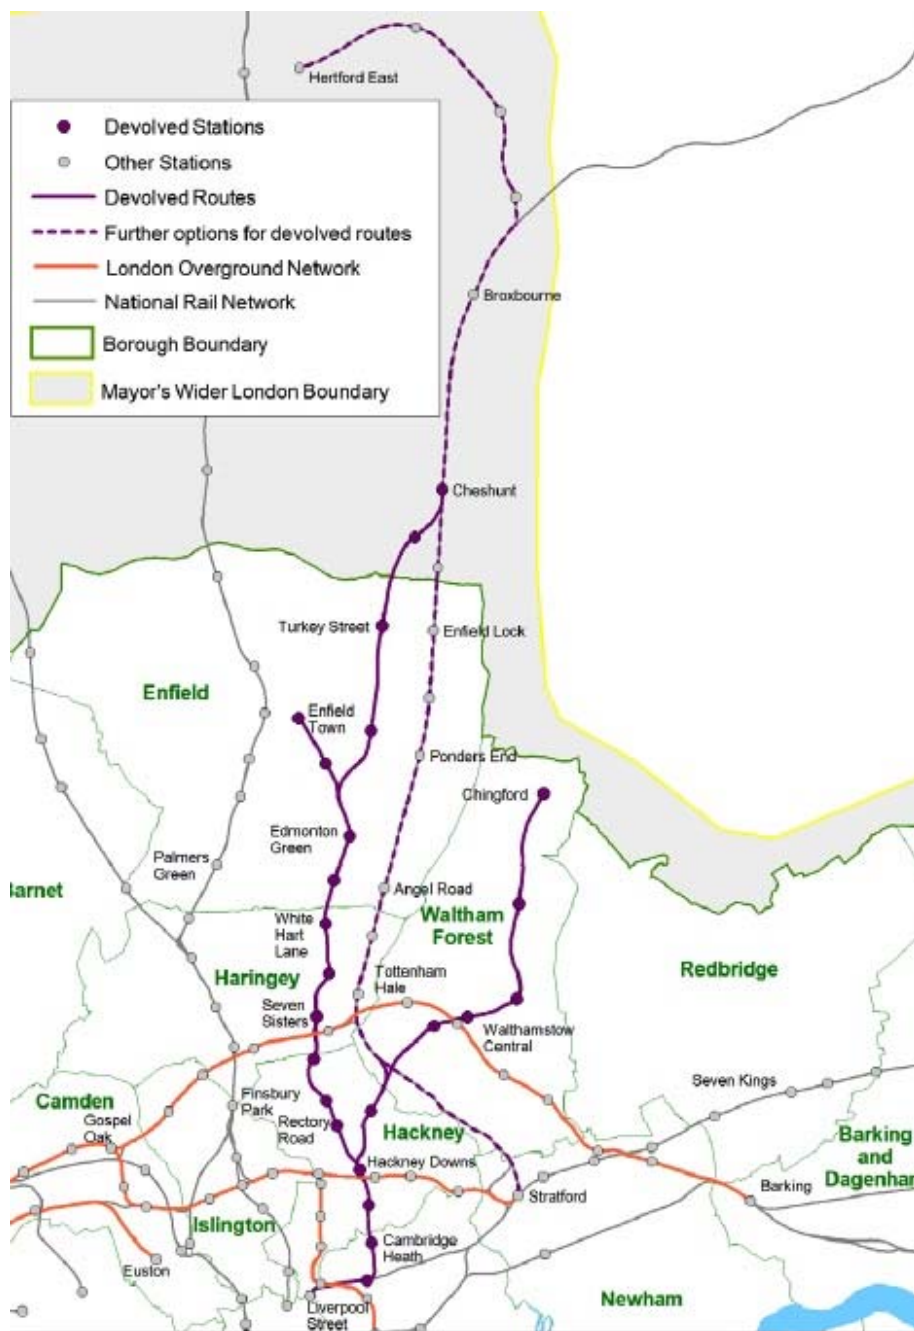 Hertford East
Devolved Stations
Other Stations
Devolved Routes
Further options for devolved routes
London Overground Network
National Rail Network
Borough Boundary
Mayor's Wider London Boundary
Broxbourne
Cheshunt
Turkey Street
Enfield Lock
Enfield
Enfield
Town
Ponders End
Chingford
Edmonton
Green
Palmers
Green
Barnet
Angel Road
White
Hart
Lane
Waltham
Forest
Haringey
Tottenham
Hale
Redbridge
Seven
Sisters
Walthamstow
Central
Seven Kings
Camden
Finsbury
Park
Gospel
Oak
Rectory
Road
Hackney
Barking
and
Dagenhar
Hackney Downs
Stratford
Barking
Islington
Cambridge
Heath
Euston
Liverpool
Street
Newham